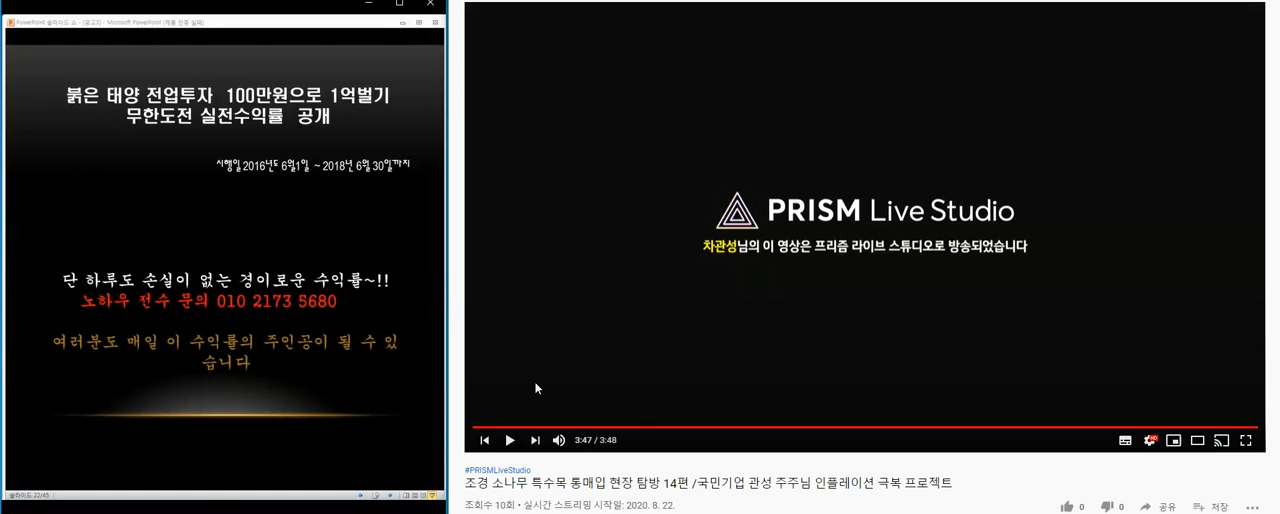 PowerPoint 슬라이드 쇼 - [광고2] - Microsoft PowerPoint (제품 인증 실패)
붉은 태양 전업투자 100만원으로 1억벌기
무한도전 실전수익률 공개
시행일2016년도 6월1일 ~ 2018년 6월 30일까지
단 하루도 손실이 없는 경이로운 수익률~!!
노하우 전수 문의 010 2173 5680
여러분도 매일 이 수익률의 주인공이 될 수 있
습니다
슬라이드 22/45
PRISM Live Studio
차관성님의 이 영상은 프리즘 라이브 스튜디오로 방송되었습니다
3:47 / 3:48
HD
#PRISMLiveStudio
조경 소나무 특수목 통매입 현장 탐방 14편 /국민기업 관성 주주님 인플레이션 극복 프로젝트
조회수 10회 • 실시간 스트리밍 시작일: 2020. 8. 22.
0 0 공유 저장